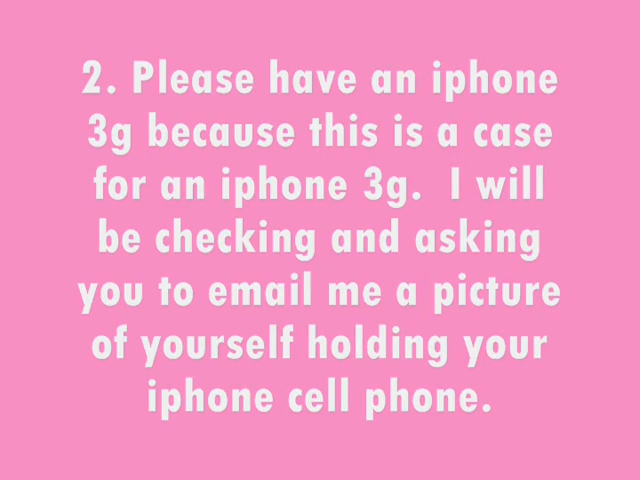 2. Please have an iphone
3g because this is a case
for an iphone 3g.  I will
be checking and asking
you to email me a picture
of yourself holding your
iphone cell phone.